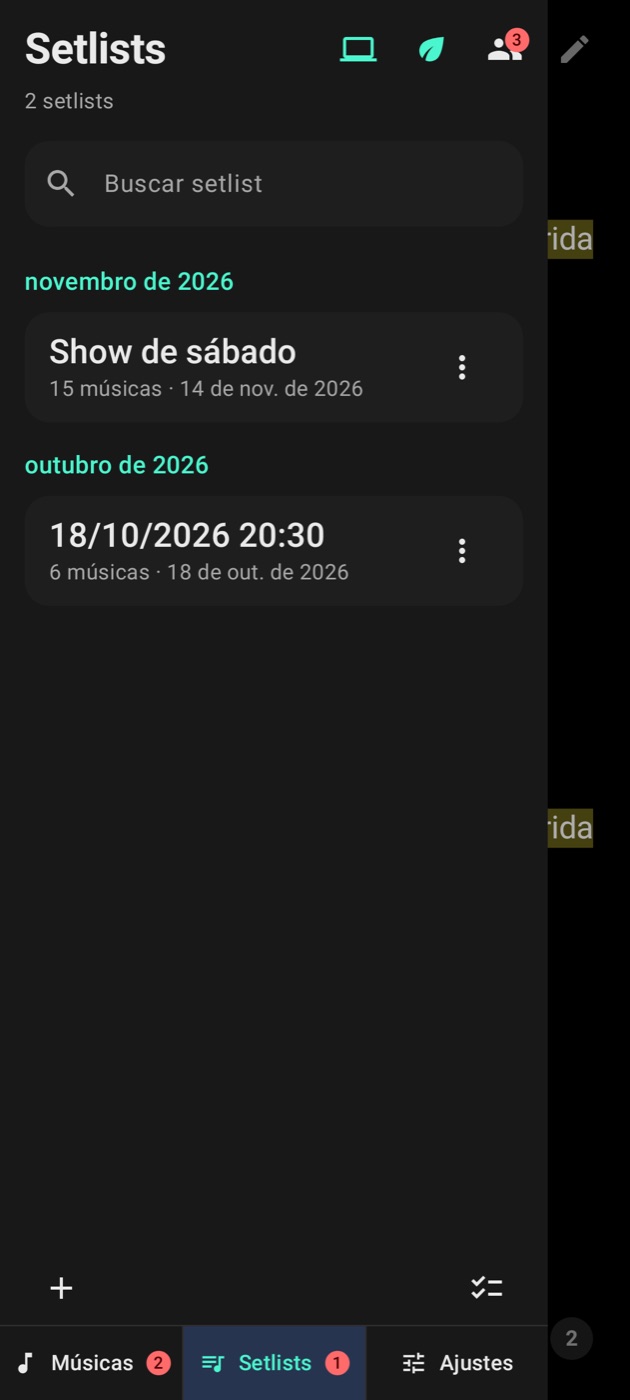 Setlists
3
2 setlists
Buscar setlist
rida
novembro de 2026
Show de sábado
15 músicas · 14 de nov. de 2026
outubro de 2026
18/10/2026 20:30
6 músicas · 18 de out. de 2026
rida
2
Músicas 2
Setlists 1
Ajustes